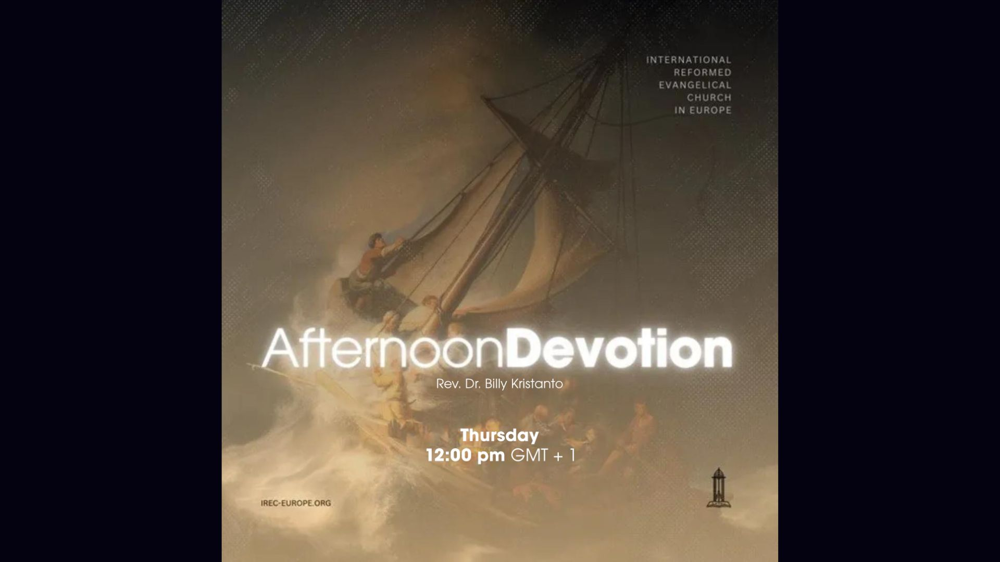 INTERNATIONAL
REFORMED
EVANGELICAL
CHURCH
IN EUROPE
AfternoonDevotion
Rev. Dr. Billy Kristanto
Thursday
12:00 pm GMT + 1
IREC-EUROPE.ORG